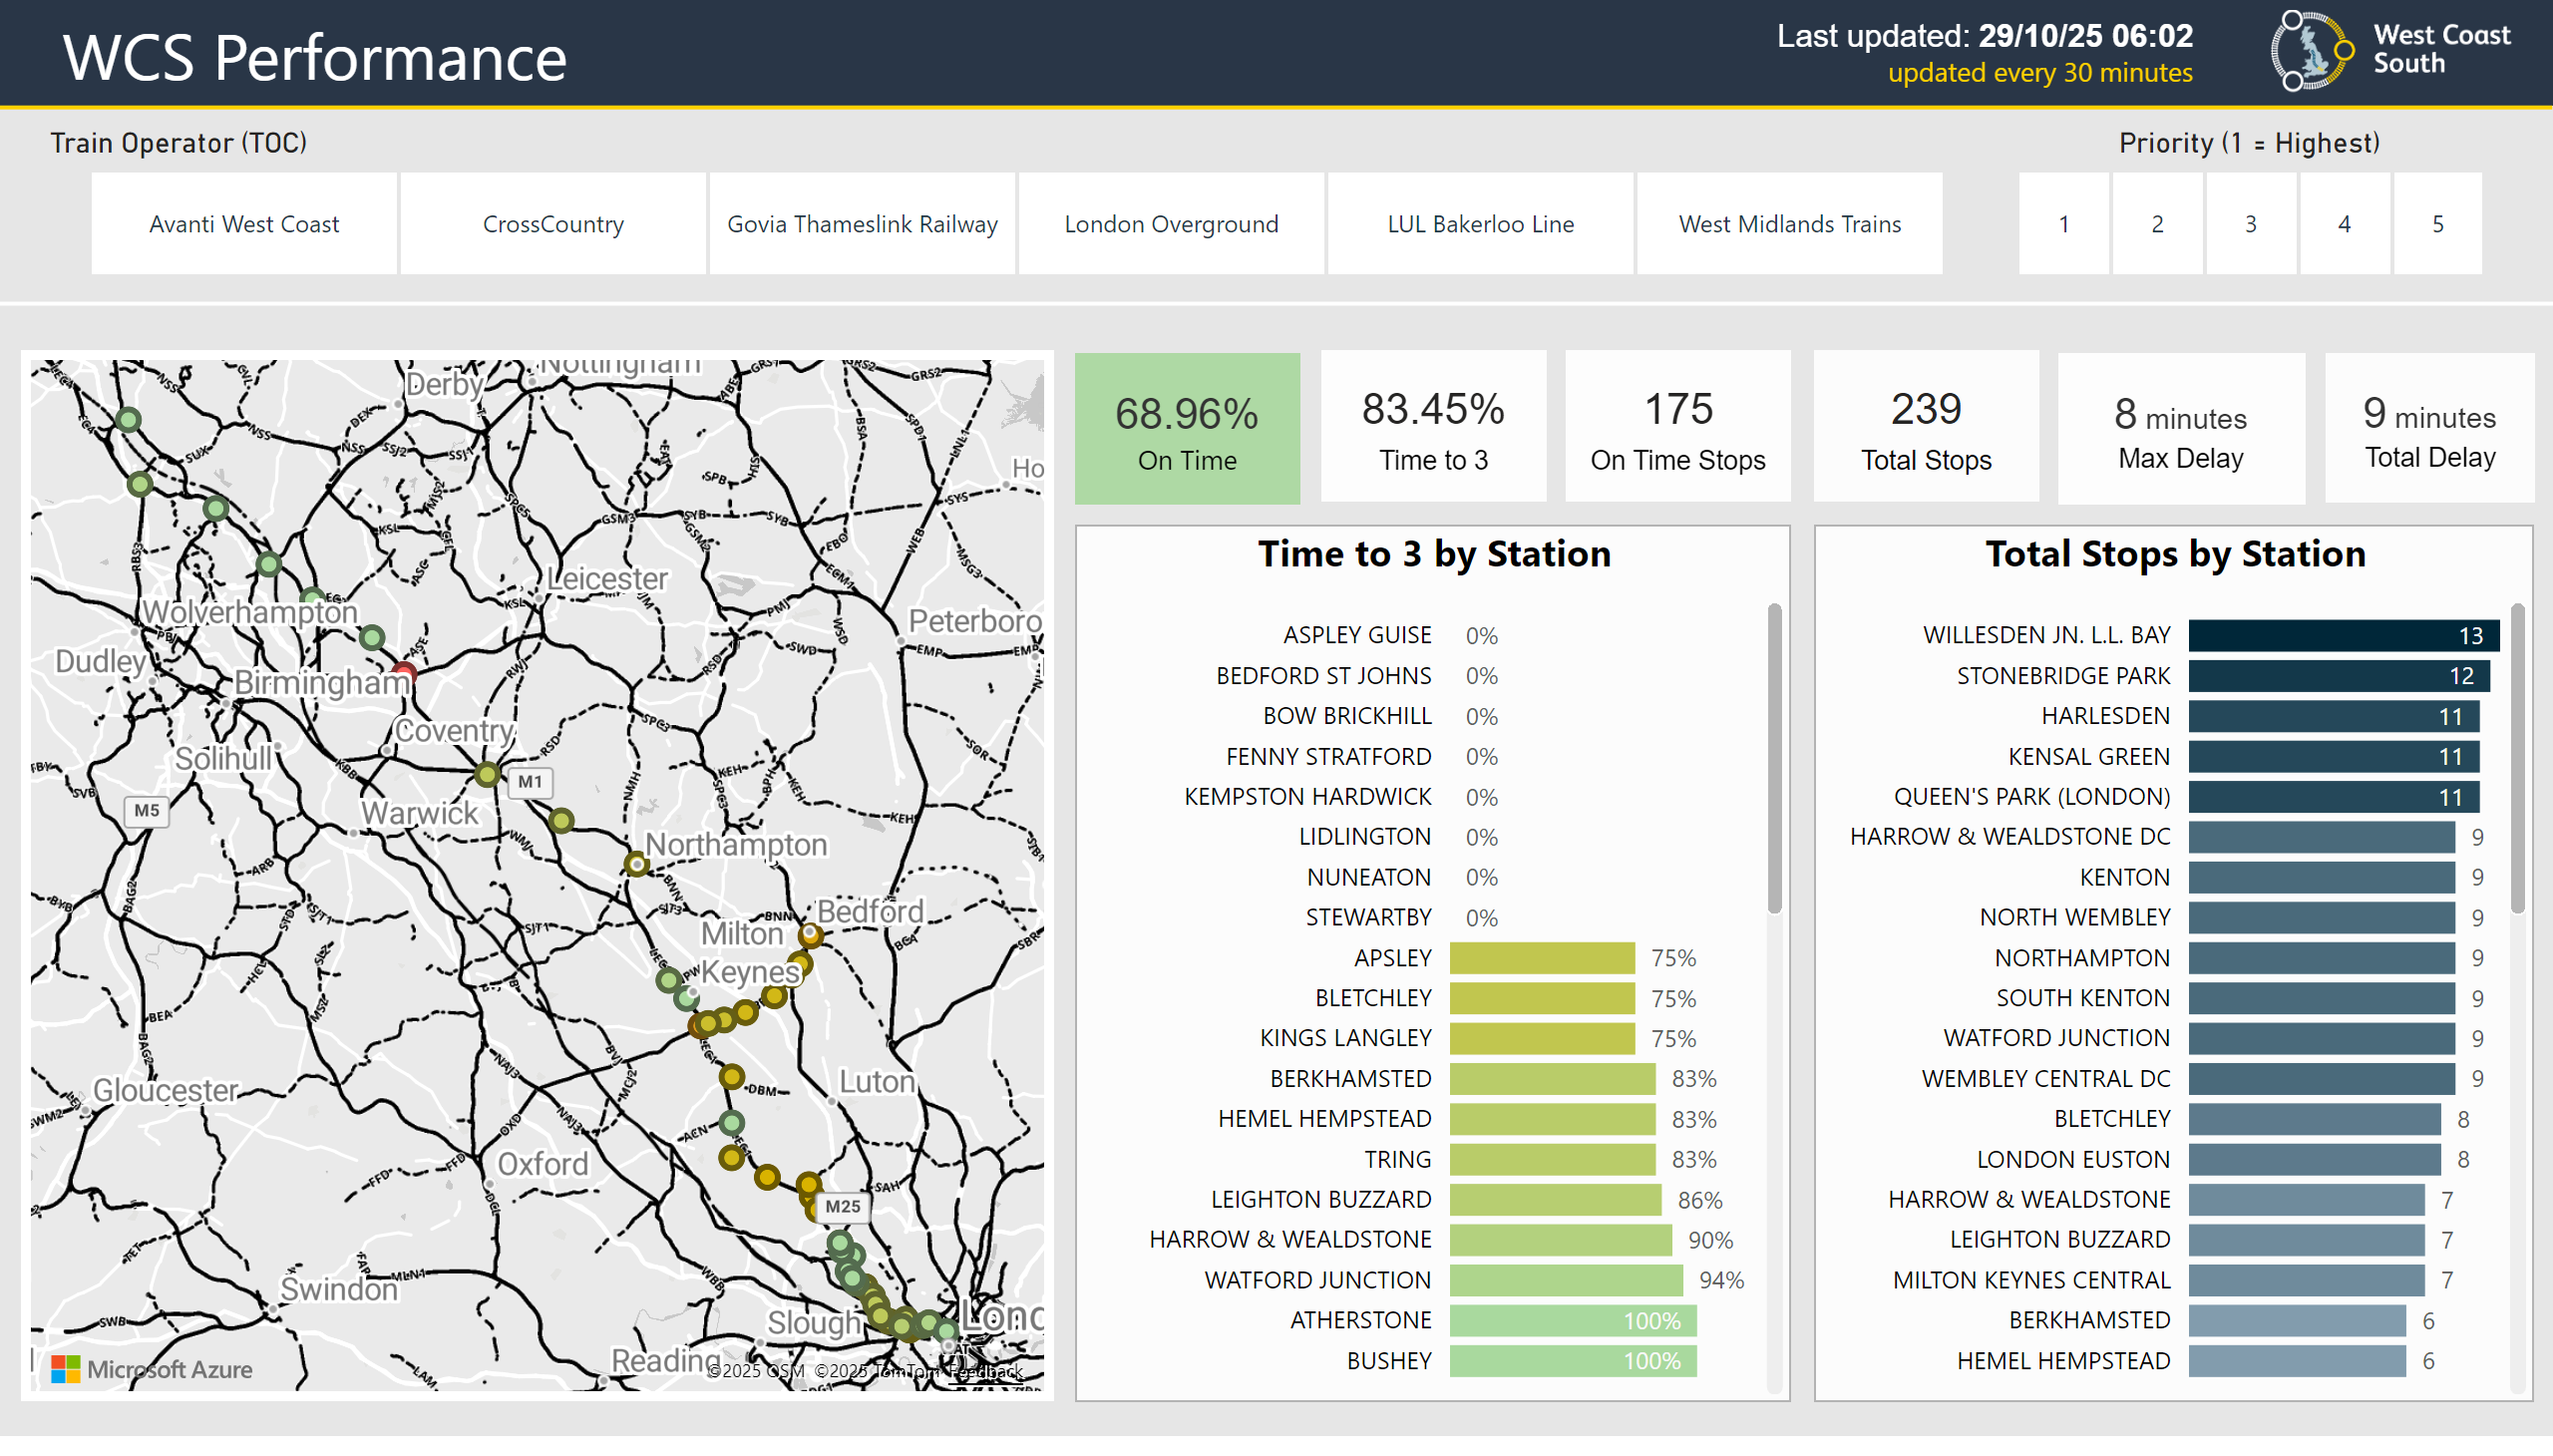 WCS Performance
Last updated: 29/10/25 06:02
updated every 30 minutes
West Coast
South
Train Operator (TOC)
Priority (1 = Highest)
Avanti West Coast
CrossCountry
Govia Thameslink Railway
London Overground
LUL Bakerloo Line
West Midlands Trains
1
2
3
4
5
68.96%
On Time
83.45%
Time to 3
175
On Time Stops
239
Total Stops
8 minutes
Max Delay
9 minutes
Total Delay
Nottingham
Derby
Leicester
Wolverhampton
Peterboro
Dudley
Birmingham
Coventry
Solihull
M1
M5
Warwick
Northampton
Bedford
Milton
Keynes
Gloucester
Luton
Oxford
M25
Swindon
Slough
Lond
Reading
Microsoft Azure
©2025 OSM ©2025 TomTom Feedback
Time to 3 by Station
ASPLEY GUISE 0%
BEDFORD ST JOHNS 0%
BOW BRICKHILL 0%
FENNY STRATFORD 0%
KEMPSTON HARDWICK 0%
LIDLINGTON 0%
NUNEATON 0%
STEWARTBY 0%
APSLEY 75%
BLETCHLEY 75%
KINGS LANGLEY 75%
BERKHAMSTED 83%
HEMEL HEMPSTEAD 83%
TRING 83%
LEIGHTON BUZZARD 86%
HARROW & WEALDSTONE 90%
WATFORD JUNCTION 94%
ATHERSTONE 100%
BUSHEY 100%
Total Stops by Station
WILLESDEN JN. L.L. BAY 13
STONEBRIDGE PARK 12
HARLESDEN 11
KENSAL GREEN 11
QUEEN'S PARK (LONDON) 11
HARROW & WEALDSTONE DC 9
KENTON 9
NORTH WEMBLEY 9
NORTHAMPTON 9
SOUTH KENTON 9
WATFORD JUNCTION 9
WEMBLEY CENTRAL DC 9
BLETCHLEY 8
LONDON EUSTON 8
HARROW & WEALDSTONE 7
LEIGHTON BUZZARD 7
MILTON KEYNES CENTRAL 7
BERKHAMSTED 6
HEMEL HEMPSTEAD 6